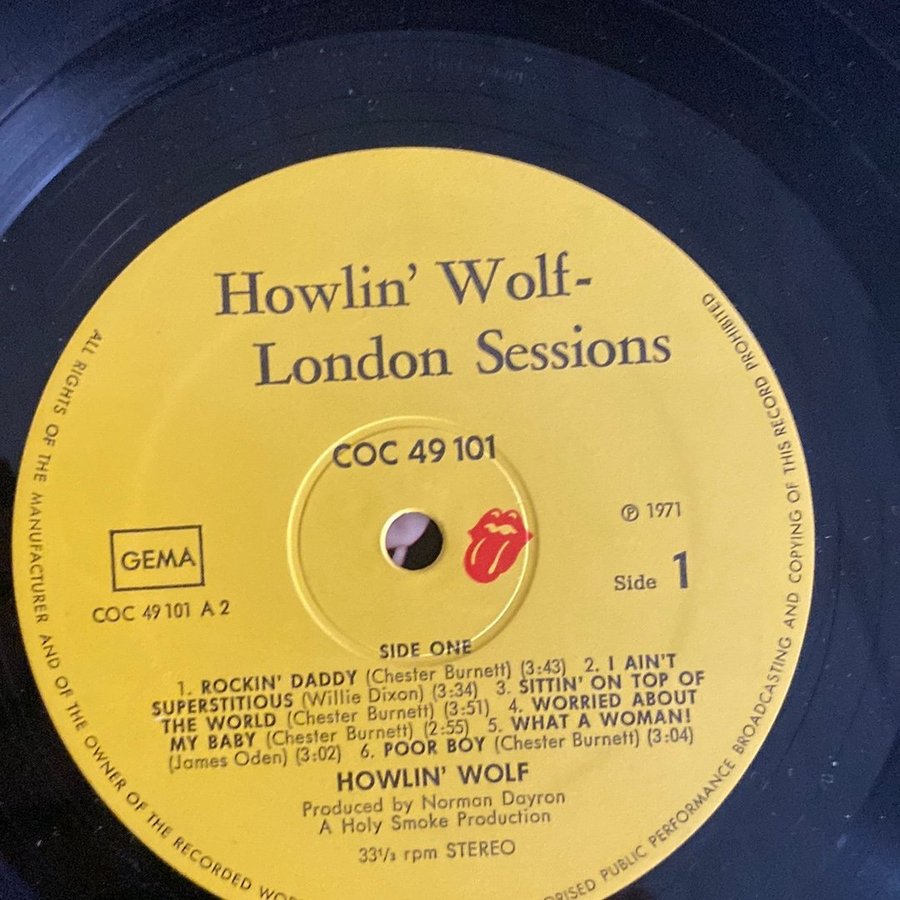 Howlin' Wolf-
London Sessions
COC 49 101
℗ 1971
GEMA
Side 1
COC 49 101 A 2
SIDE ONE
1. ROCKIN' DADDY (Chester Burnett) (3:43) 2. I AIN'T
SUPERSTITIOUS (Willie Dixon) (3:34) 3. SITTIN' ON TOP OF
THE WORLD (Chester Burnett) (3:51) 4. WORRIED ABOUT
MY BABY (Chester Burnett) (2:55) 5. WHAT A WOMAN!
(James Oden) (3:02) 6. POOR BOY (Chester Burnett) (3:04)
HOWLIN' WOLF
Produced by Norman Dayron
A Holy Smoke Production
33⅓ rpm STEREO
ALL RIGHTS OF THE MANUFACTURER AND OF THE OWNER OF THE RECORDED
PUBLIC PERFORMANCE BROADCASTING AND COPYING OF THIS RECORD PROHIBITED